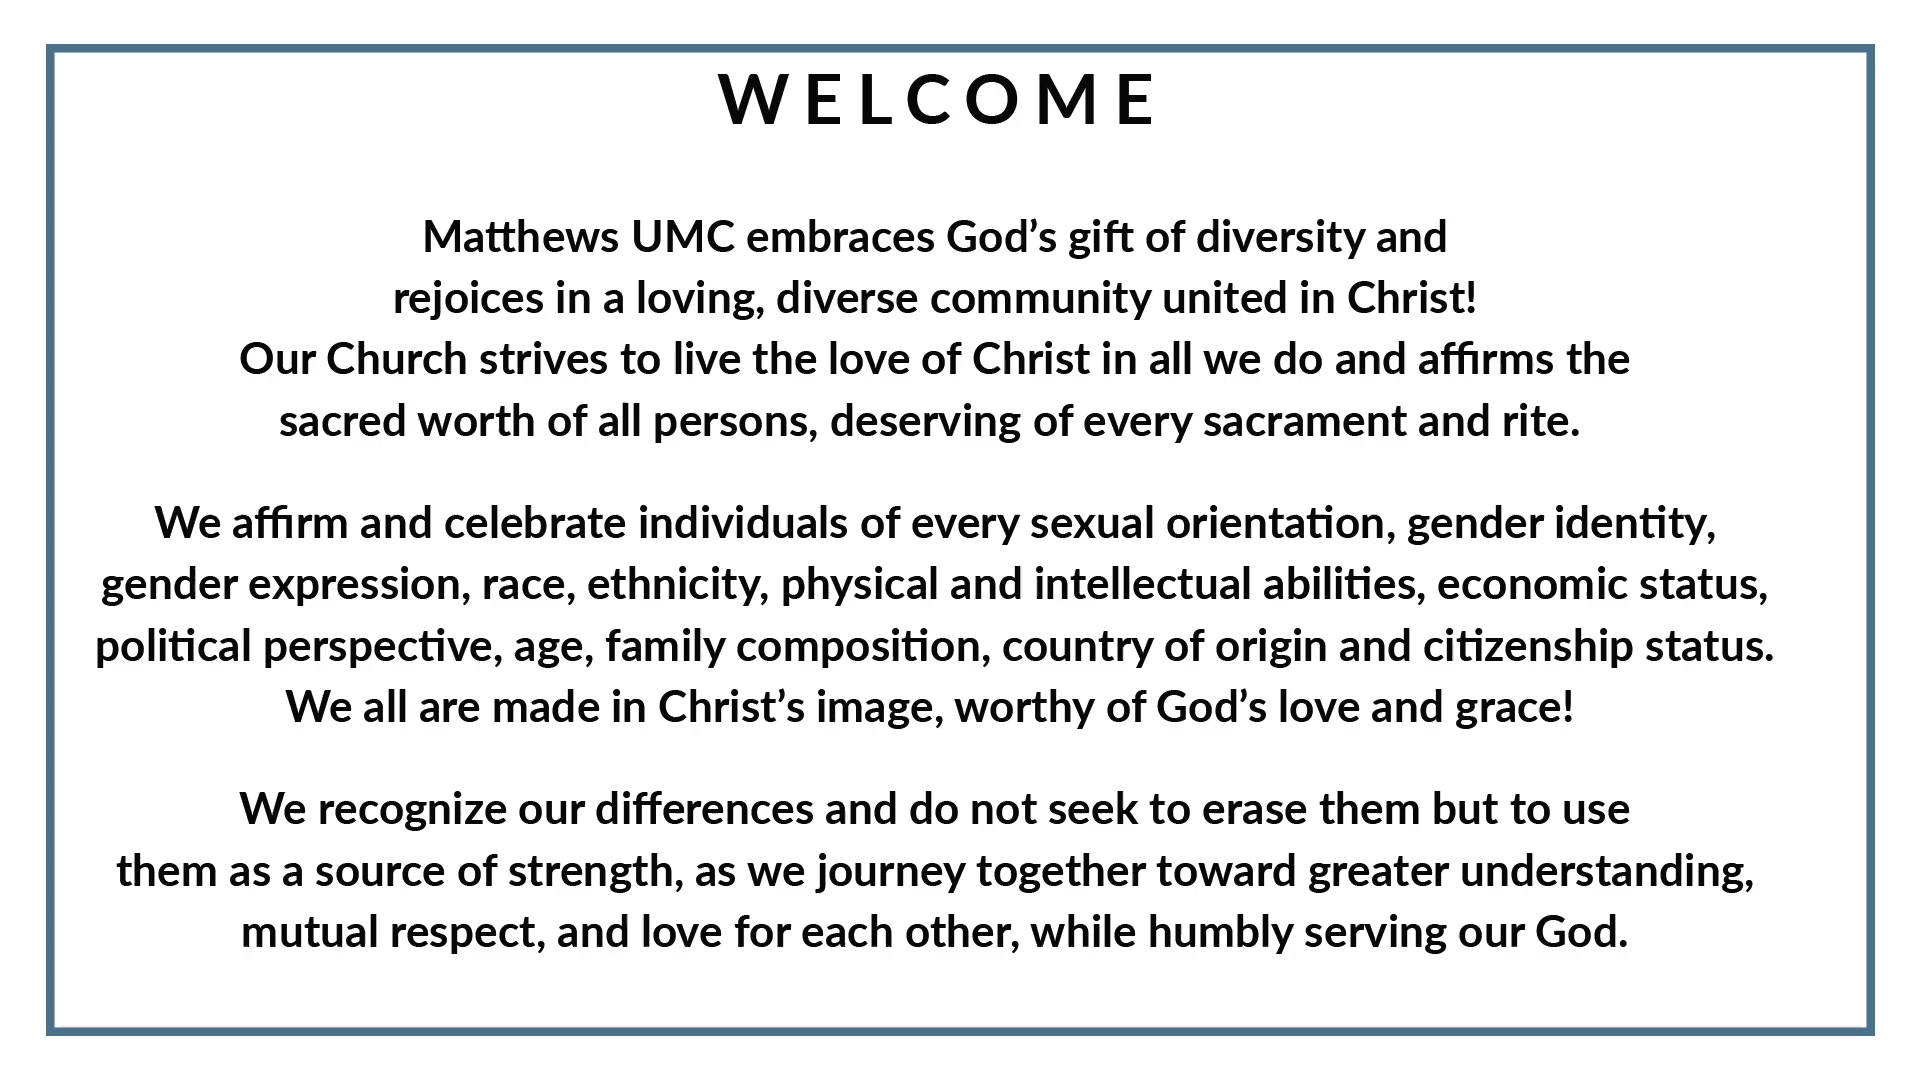 WELCOME
Matthews UMC embraces God’s gift of diversity and
rejoices in a loving, diverse community united in Christ!
Our Church strives to live the love of Christ in all we do and affirms the
sacred worth of all persons, deserving of every sacrament and rite.
We affirm and celebrate individuals of every sexual orientation, gender identity,
gender expression, race, ethnicity, physical and intellectual abilities, economic status,
political perspective, age, family composition, country of origin and citizenship status.
We all are made in Christ’s image, worthy of God’s love and grace!
We recognize our differences and do not seek to erase them but to use
them as a source of strength, as we journey together toward greater understanding,
mutual respect, and love for each other, while humbly serving our God.